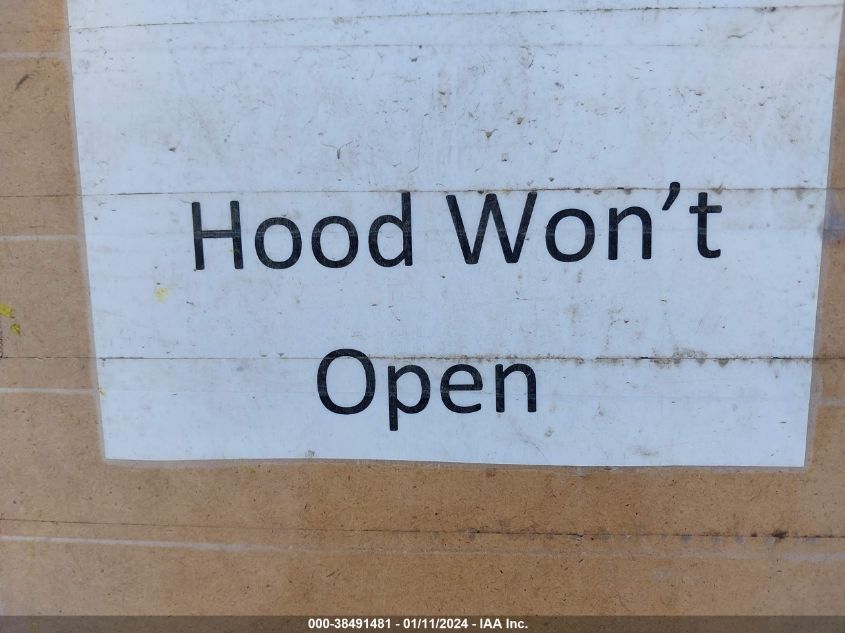 Hood Won’t
Open
000-38491481 - 01/11/2024 - IAA Inc.